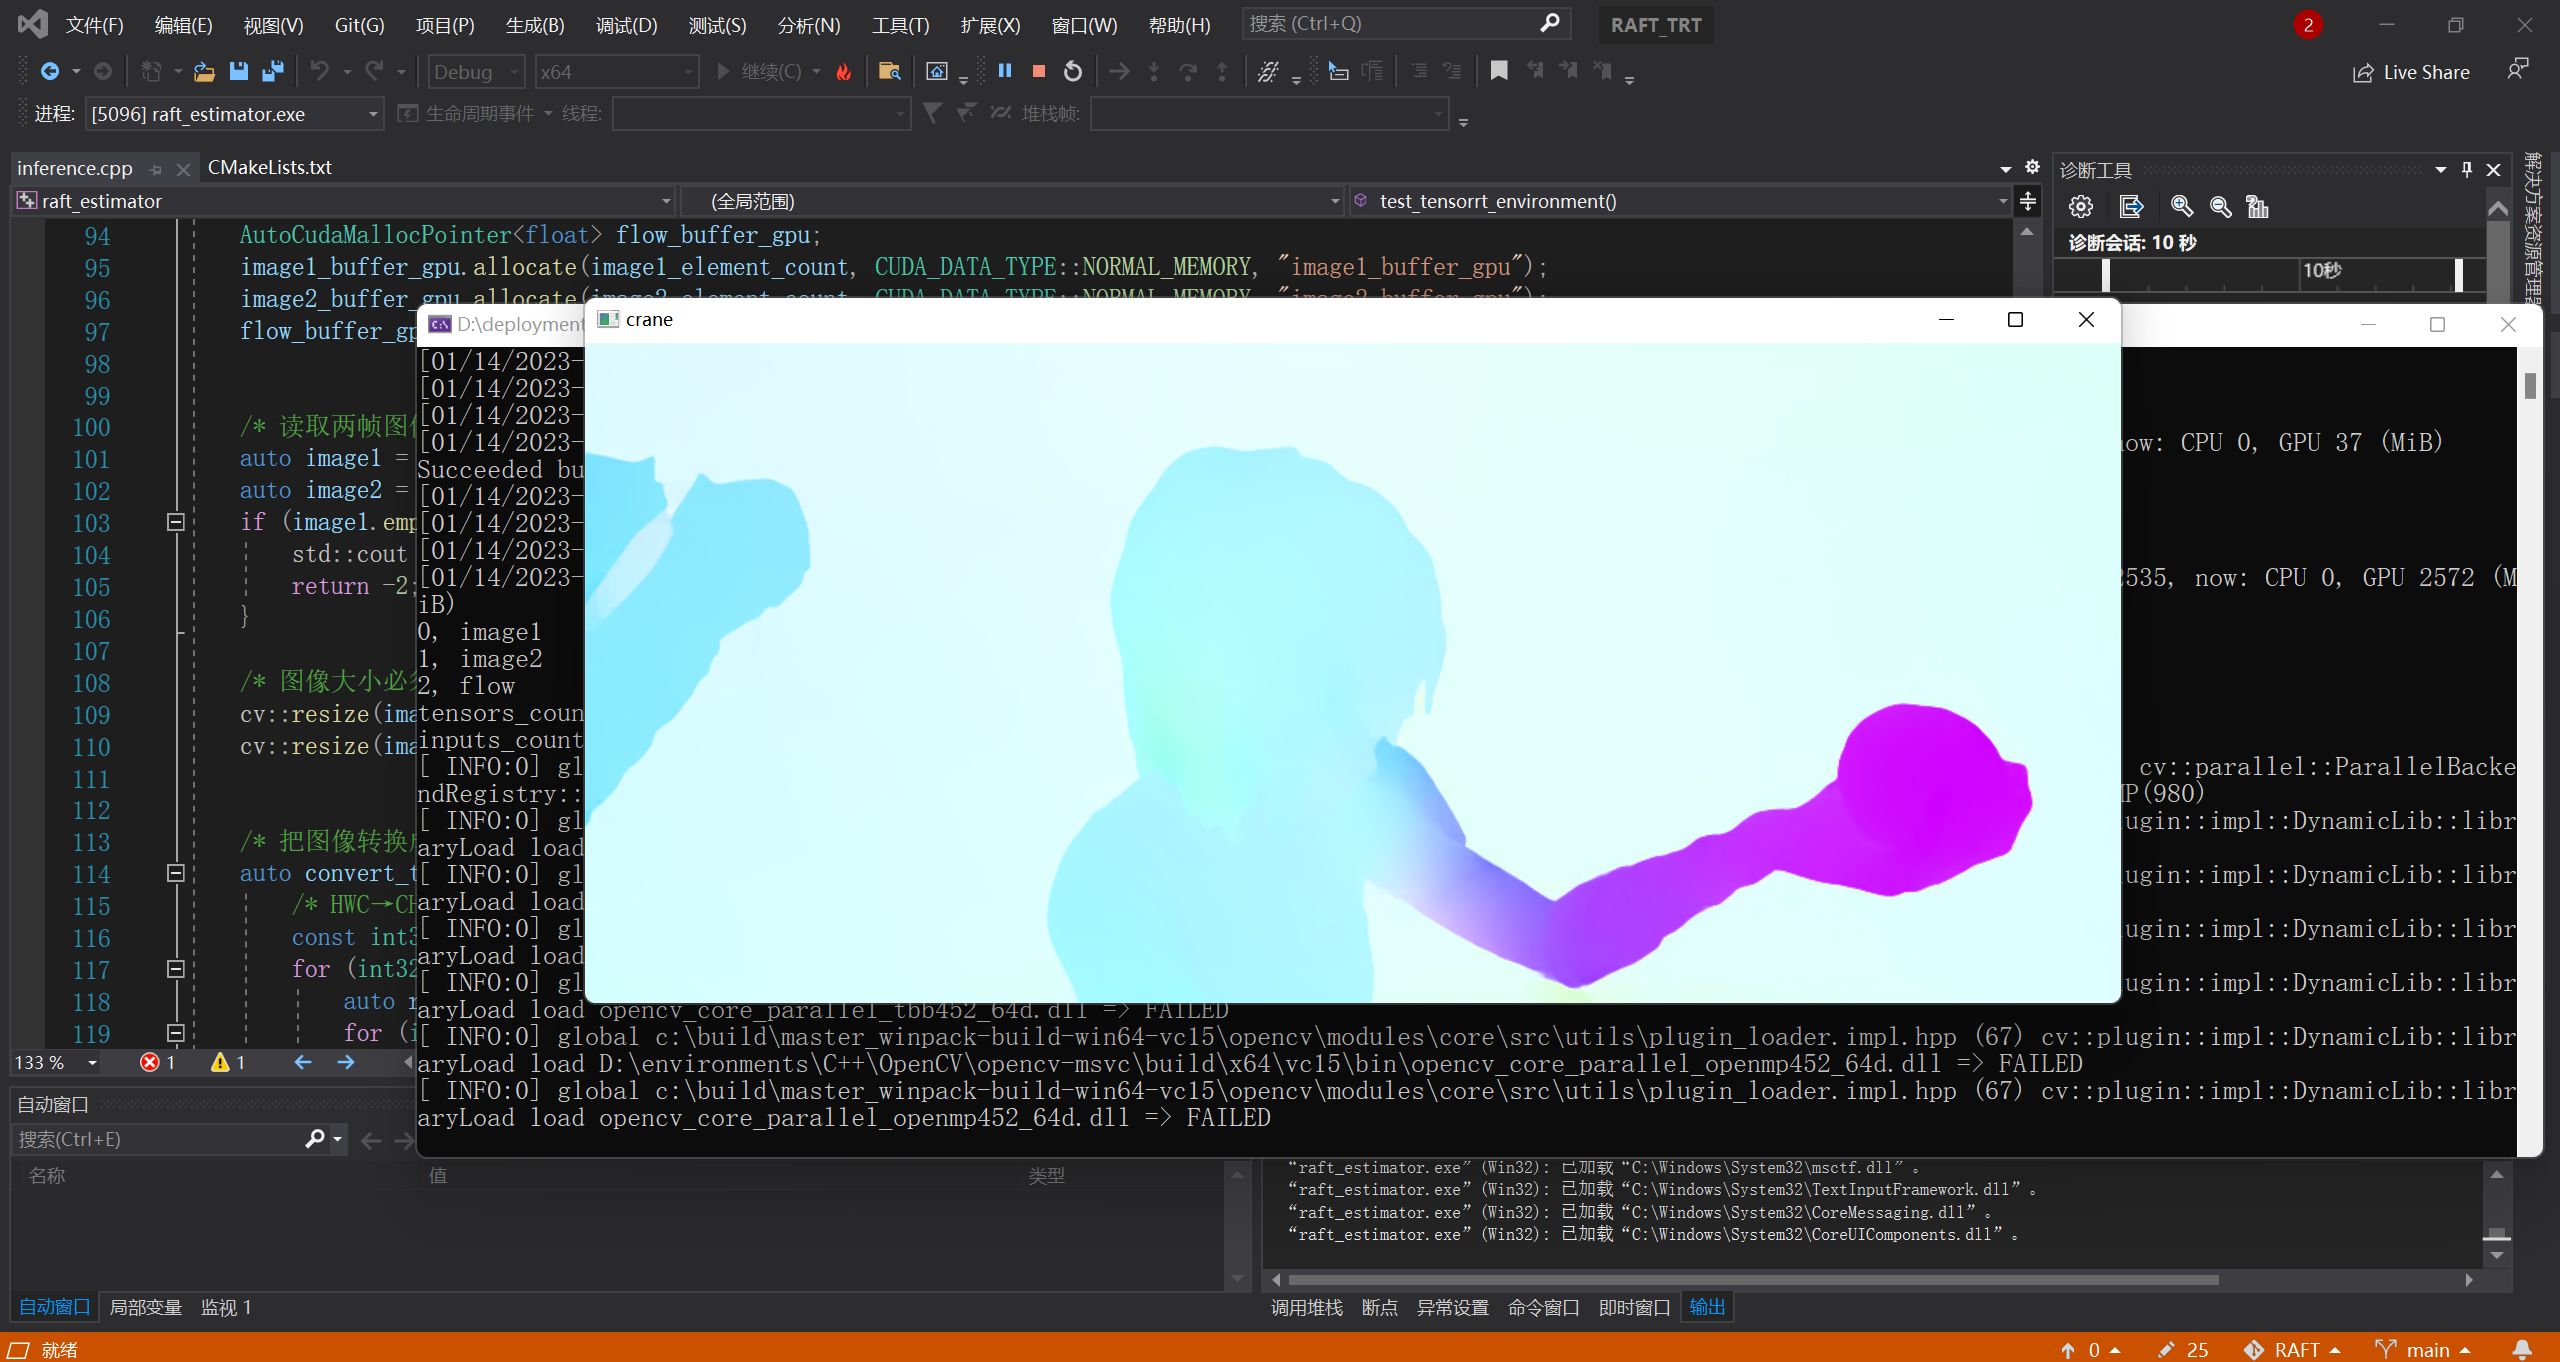 文件(F) 编辑(E) 视图(V) Git(G) 项目(P) 生成(B) 调试(D) 测试(S) 分析(N) 工具(T) 扩展(X) 窗口(W) 帮助(H) 搜索 (Ctrl+Q) RAFT_TRT 2
Debug x64 继续(C) Live Share
进程: [5096] raft_estimator.exe 生命周期事件 线程: 堆栈帧:
inference.cpp CMakeLists.txt
raft_estimator (全局范围) test_tensorrt_environment()
94 AutoCudaMallocPointer<float> flow_buffer_gpu;
95 image1_buffer_gpu.allocate(image1_element_count, CUDA_DATA_TYPE::NORMAL_MEMORY, "image1_buffer_gpu");
96 image2_buffer_gpu.allocate(image2_element_count, CUDA_DATA_TYPE::NORMAL_MEMORY, "image2_buffer_gpu");
97 flow_buffer_gp
98
99
100 /* 读取两帧图像
101 auto image1 =
102 auto image2 =
103 if (image1.emp
104 std::cout
105 return -2;
106 }
107
108 /* 图像大小必须
109 cv::resize(ima
110 cv::resize(ima
111
112
113 /* 把图像转换成
114 auto convert_t
115 /* HWC→CH
116 const int3
117 for (int32
118 auto r
119 for (i
133 % 1 1
诊断工具
诊断会话: 10 秒
10秒
解决方案资源管理器
D:\deployment
crane
[01/14/2023-
[01/14/2023-
[01/14/2023-
[01/14/2023- now: CPU 0, GPU 37 (MiB)
Succeeded bu
[01/14/2023-
[01/14/2023-
[01/14/2023-
[01/14/2023- 2535, now: CPU 0, GPU 2572 (M
iB)
0, image1
1, image2
2, flow
tensors_coun
inputs_count
[ INFO:0] gl cv::parallel::ParallelBacke
ndRegistry:: MP(980)
[ INFO:0] gl ugin::impl::DynamicLib::libr
aryLoad load
[ INFO:0] gl ugin::impl::DynamicLib::libr
aryLoad load
[ INFO:0] gl ugin::impl::DynamicLib::libr
aryLoad load
[ INFO:0] gl ugin::impl::DynamicLib::libr
aryLoad load opencv_core_parallel_tbb452_64d.dll => FAILED
[ INFO:0] global c:\build\master_winpack-build-win64-vc15\opencv\modules\core\src\utils\plugin_loader.impl.hpp (67) cv::plugin::impl::DynamicLib::libr
aryLoad load D:\environments\C++\OpenCV\opencv-msvc\build\x64\vc15\bin\opencv_core_parallel_openmp452_64d.dll => FAILED
[ INFO:0] global c:\build\master_winpack-build-win64-vc15\opencv\modules\core\src\utils\plugin_loader.impl.hpp (67) cv::plugin::impl::DynamicLib::libr
aryLoad load opencv_core_parallel_openmp452_64d.dll => FAILED
自动窗口
搜索(Ctrl+E)
名称 值 类型
“raft_estimator.exe”(Win32): 已加载“C:\Windows\System32\msctf.dll”。
“raft_estimator.exe”(Win32): 已加载“C:\Windows\System32\TextInputFramework.dll”。
“raft_estimator.exe”(Win32): 已加载“C:\Windows\System32\CoreMessaging.dll”。
“raft_estimator.exe”(Win32): 已加载“C:\Windows\System32\CoreUIComponents.dll”。
自动窗口 局部变量 监视 1
调用堆栈 断点 异常设置 命令窗口 即时窗口 输出
就绪 0 25 RAFT main